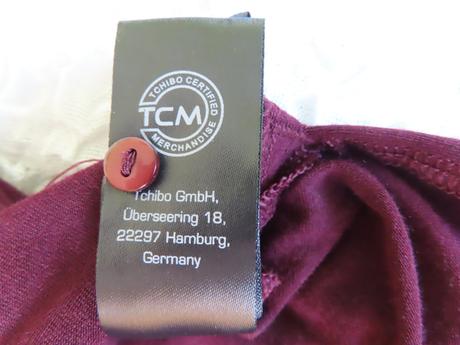 TCHIBO CERTIFIED
TCM
MERCHANDISE
Tchibo GmbH,
Überseering 18,
22297 Hamburg,
Germany